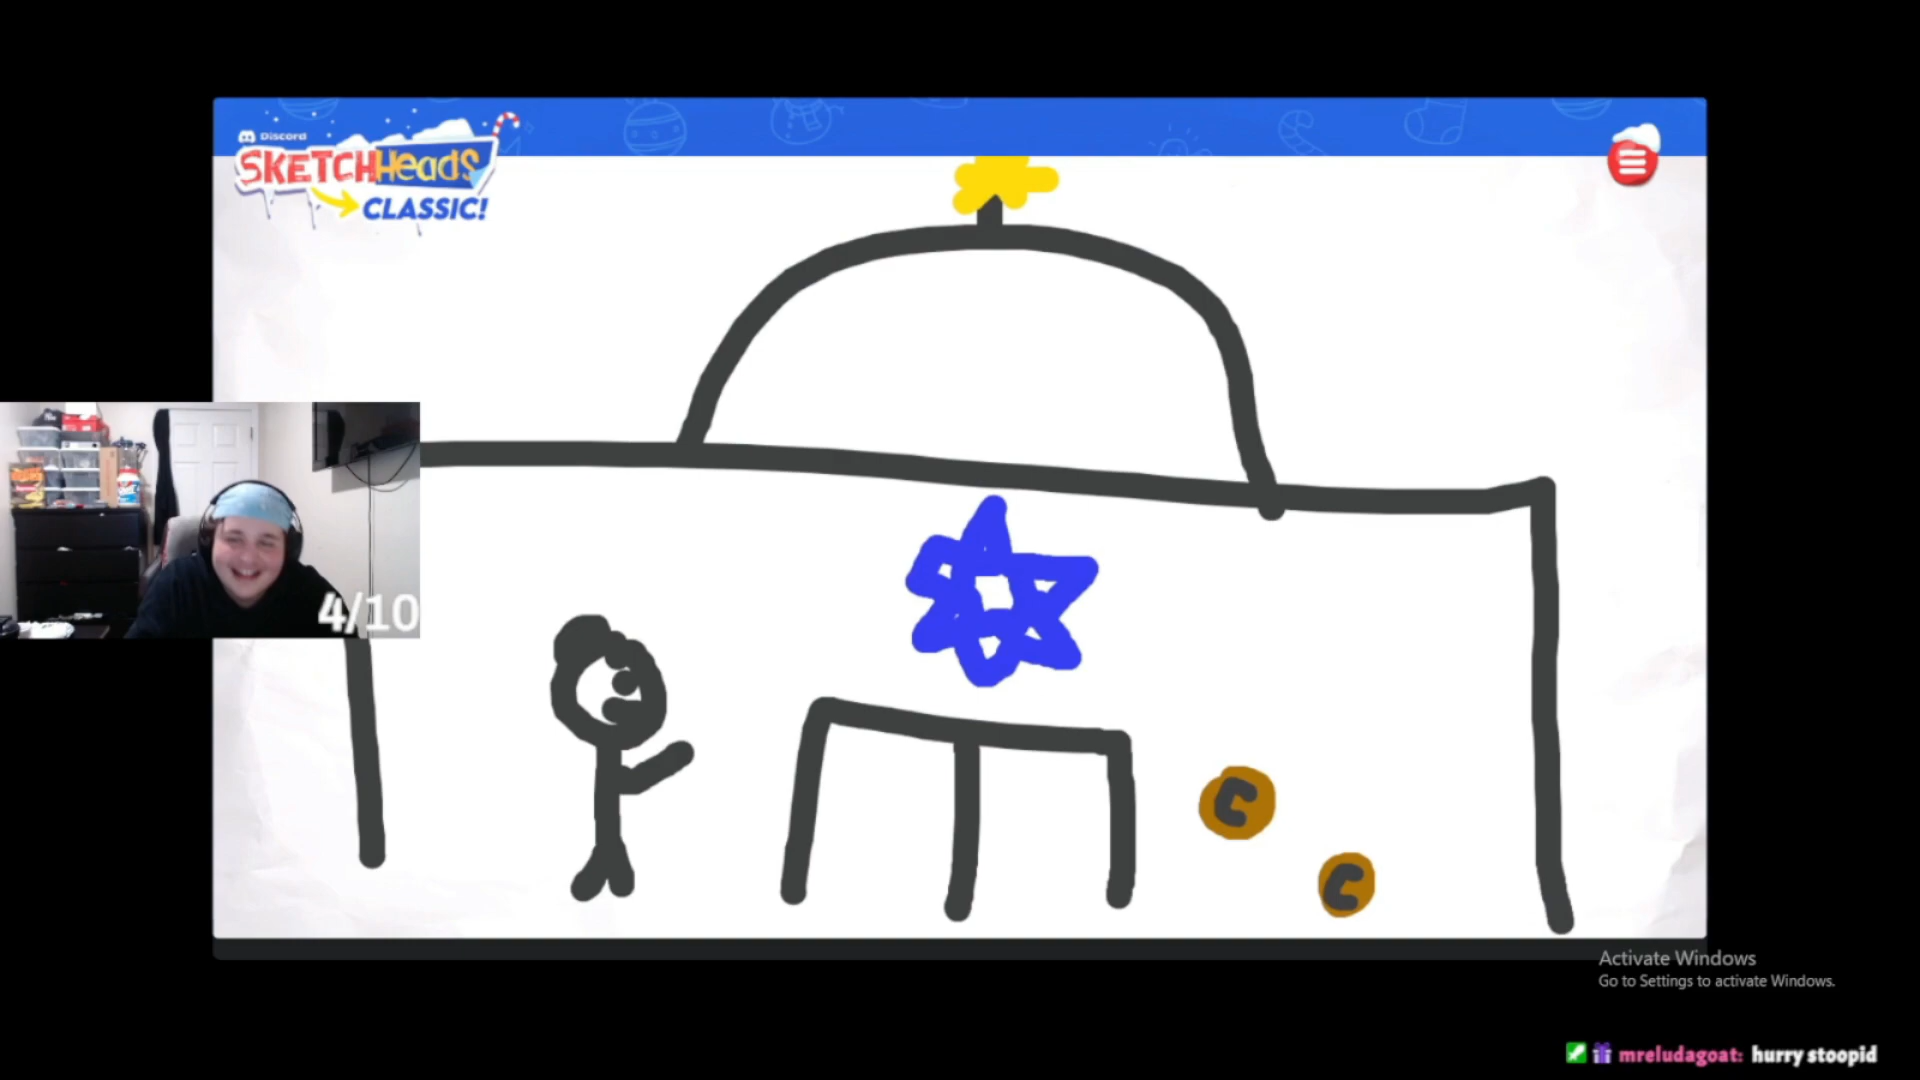 Discord
SKETCHHeadS
CLASSIC!
4/10
C
C
Activate Windows
Go to Settings to activate Windows.
mreludagoat: hurry stoopid